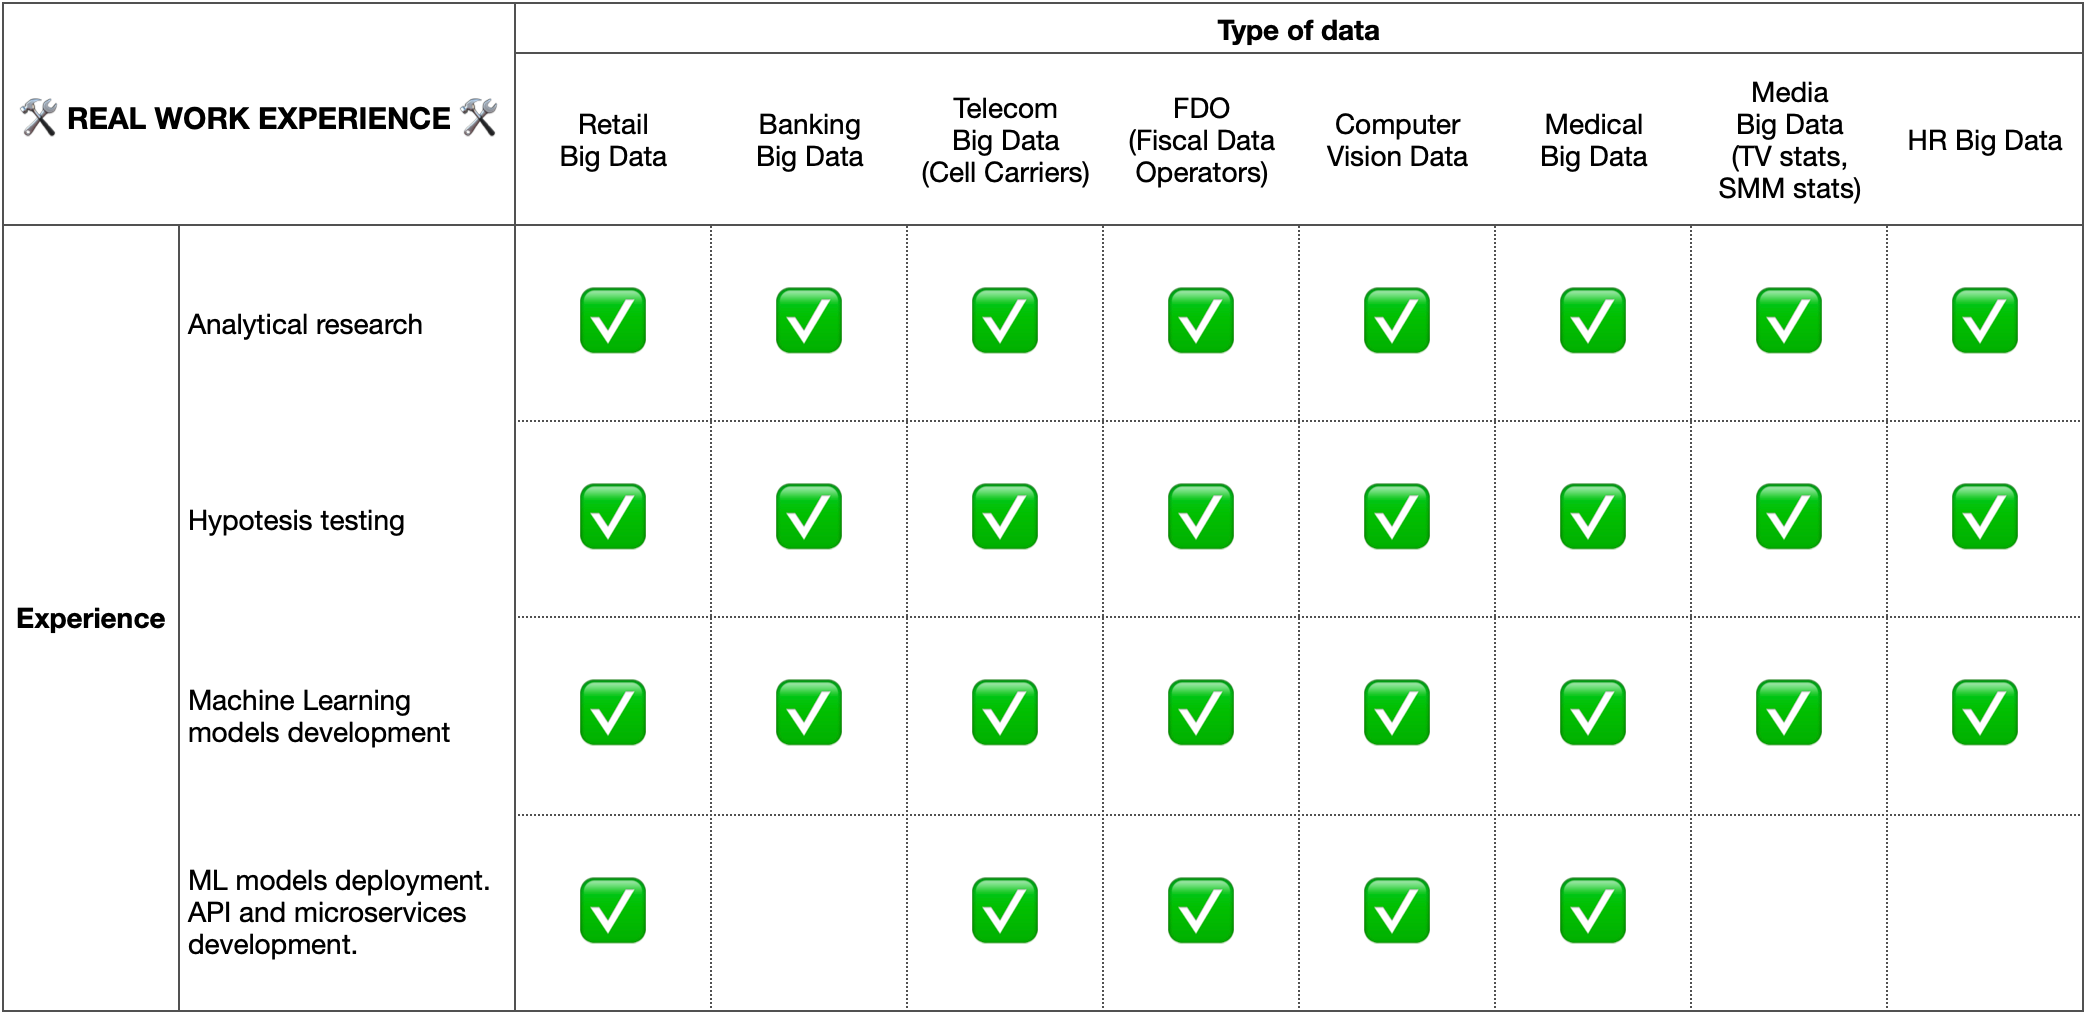 Type of data
🛠 REAL WORK EXPERIENCE 🛠
Retail
Big Data
Banking
Big Data
Telecom
Big Data
(Cell Carriers)
FDO
(Fiscal Data
Operators)
Computer
Vision Data
Medical
Big Data
Media
Big Data
(TV stats,
SMM stats)
HR Big Data
Experience
Analytical research
Hypotesis testing
Machine Learning
models development
ML models deployment.
API and microservices
development.